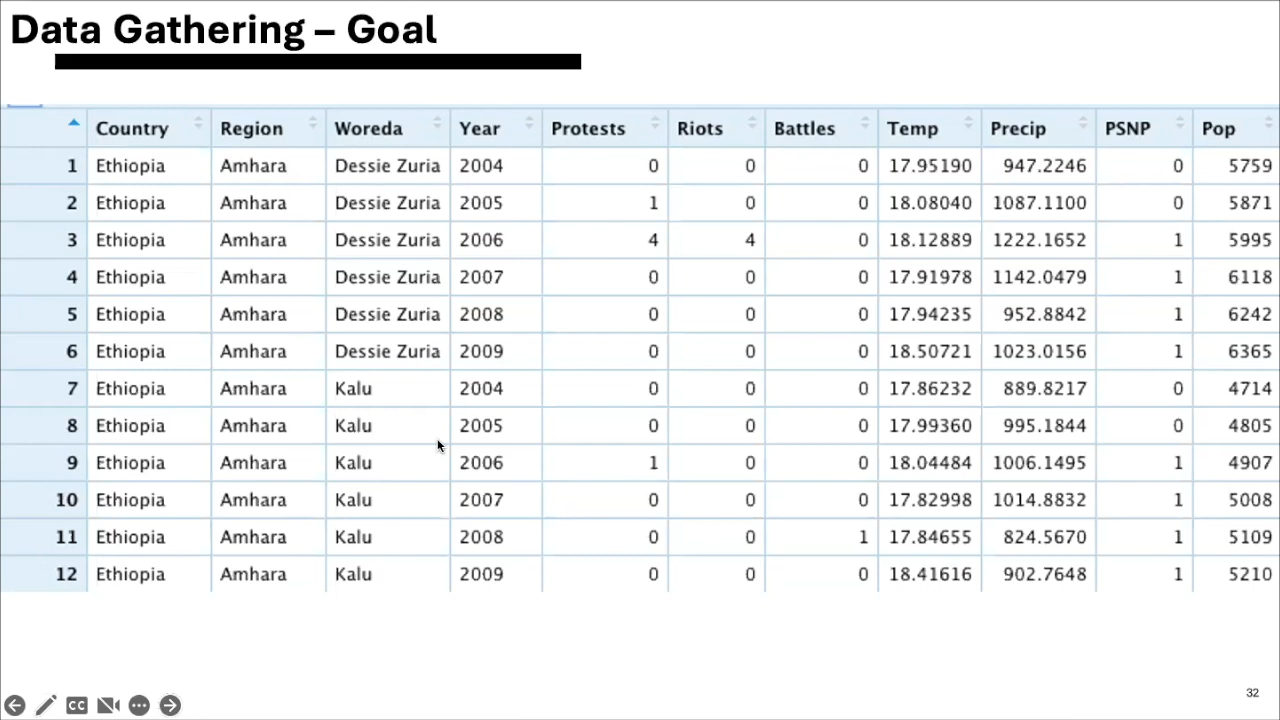 Data Gathering – Goal
Country Region Woreda Year Protests Riots Battles Temp Precip PSNP Pop
1 Ethiopia Amhara Dessie Zuria 2004 0 0 0 17.95190 947.2246 0 5759
2 Ethiopia Amhara Dessie Zuria 2005 1 0 0 18.08040 1087.1100 0 5871
3 Ethiopia Amhara Dessie Zuria 2006 4 4 0 18.12889 1222.1652 1 5995
4 Ethiopia Amhara Dessie Zuria 2007 0 0 0 17.91978 1142.0479 1 6118
5 Ethiopia Amhara Dessie Zuria 2008 0 0 0 17.94235 952.8842 1 6242
6 Ethiopia Amhara Dessie Zuria 2009 0 0 0 18.50721 1023.0156 1 6365
7 Ethiopia Amhara Kalu 2004 0 0 0 17.86232 889.8217 0 4714
8 Ethiopia Amhara Kalu 2005 0 0 0 17.99360 995.1844 0 4805
9 Ethiopia Amhara Kalu 2006 1 0 0 18.04484 1006.1495 1 4907
10 Ethiopia Amhara Kalu 2007 0 0 0 17.82998 1014.8832 1 5008
11 Ethiopia Amhara Kalu 2008 0 0 1 17.84655 824.5670 1 5109
12 Ethiopia Amhara Kalu 2009 0 0 0 18.41616 902.7648 1 5210
32
CC